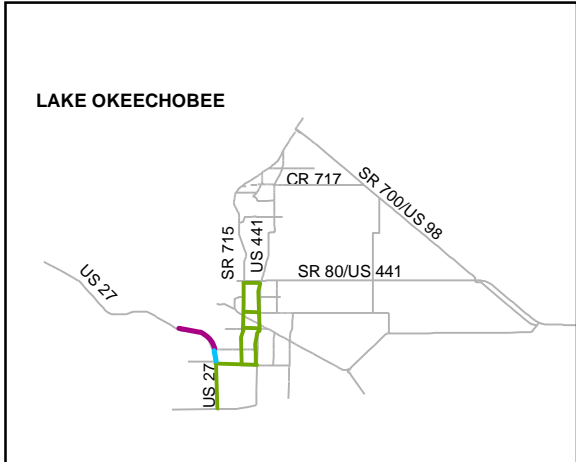 LAKE OKEECHOBEE
CR 717
SR 700/US 98
SR 715
US 441
SR 80/US 441
US 27
US 27